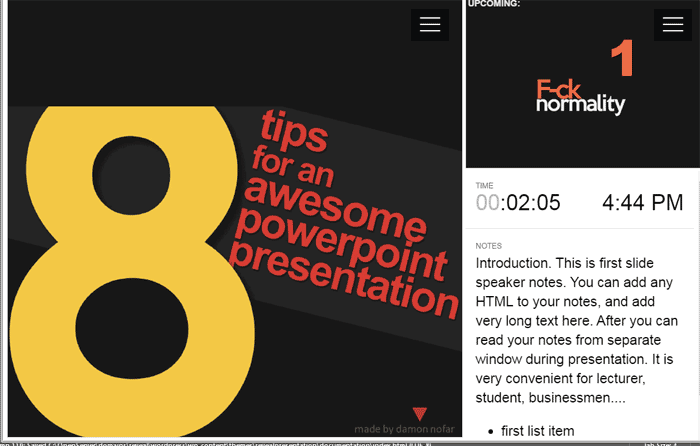 8
tips
for an
awesome
powerpoint
presentation
made by damon nofar
UPCOMING:
1
F-ck
normality
TIME
00:02:05
4:44 PM
NOTES
Introduction. This is first slide
speaker notes. You can add any
HTML to your notes, and add
very long text here. After you can
read your notes from separate
window during presentation. It is
very convenient for lecturer,
student, businessmen....
• first list item